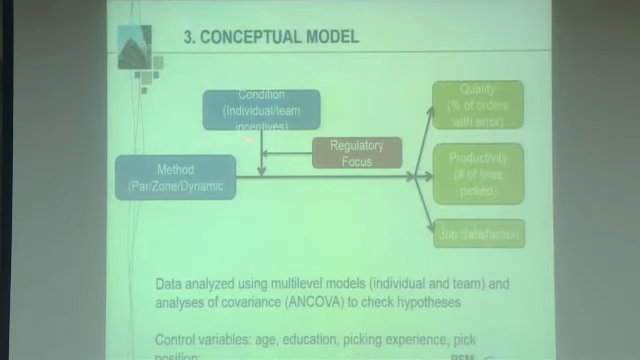 3. CONCEPTUAL MODEL
Condition
(Individual/team
incentives)
Quality
(% of orders
with error)
Regulatory
Focus
Method
(Par/Zone/Dynamic
Productivity
(# of lines
picked)
Job Satisfaction
Data analyzed using multilevel models (individual and team) and
analyses of covariance (ANCOVA) to check hypotheses
Control variables: age, education, picking experience, pick
position;